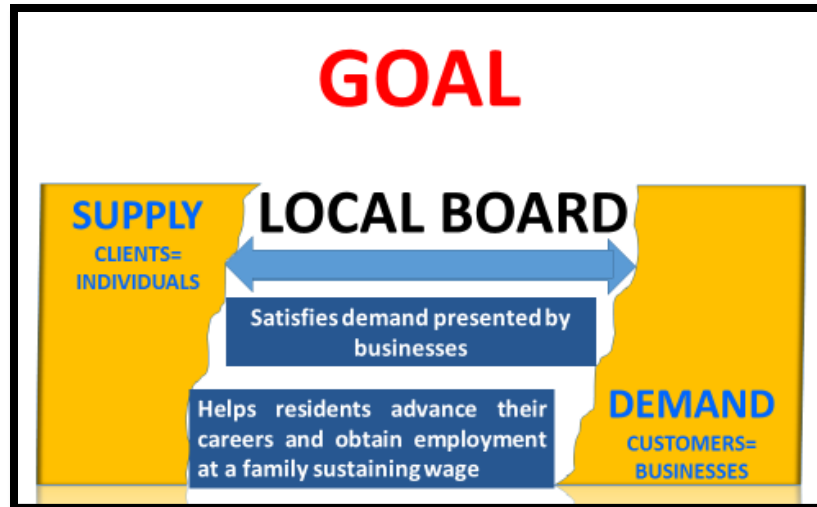 GOAL
SUPPLY
CLIENTS=
INDIVIDUALS
LOCAL BOARD
Satisfies demand presented by
businesses
Helps residents advance their
careers and obtain employment
at a family sustaining wage
DEMAND
CUSTOMERS=
BUSINESSES